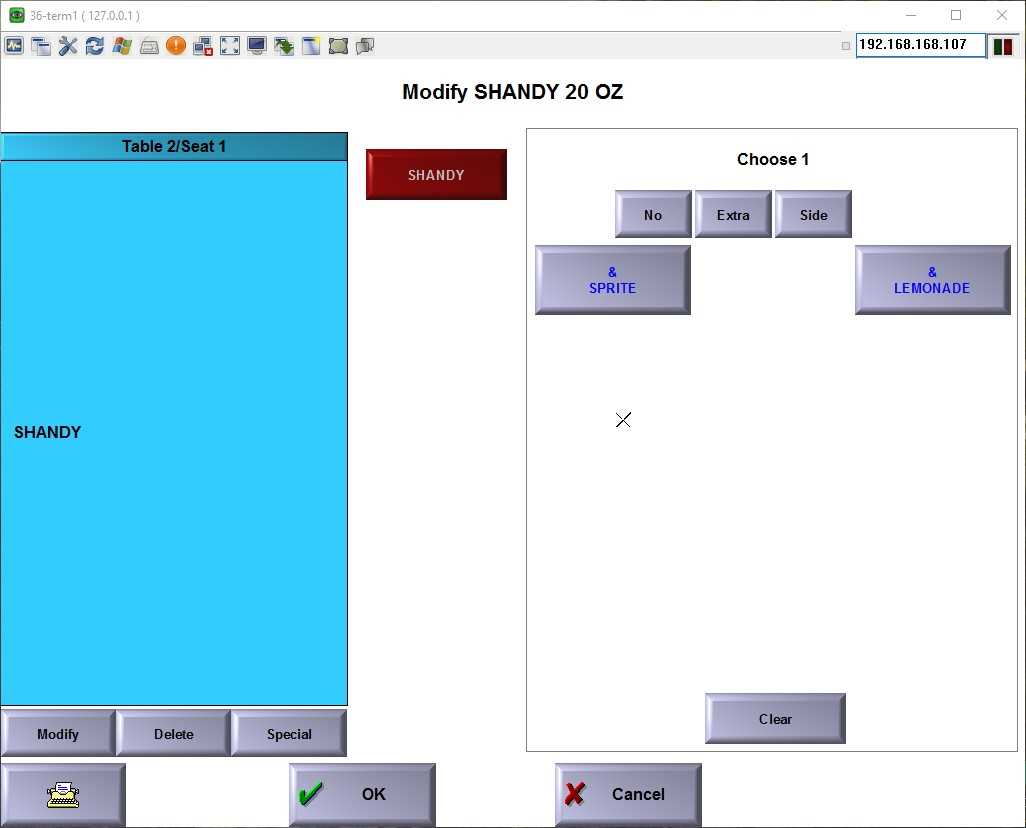 36-term1 ( 127.0.0.1 )
192.168.168.107
Modify SHANDY 20 OZ
Table 2/Seat 1
SHANDY
SHANDY
Choose 1
No Extra Side
&
SPRITE
&
LEMONADE
Clear
Modify Delete Special
OK Cancel